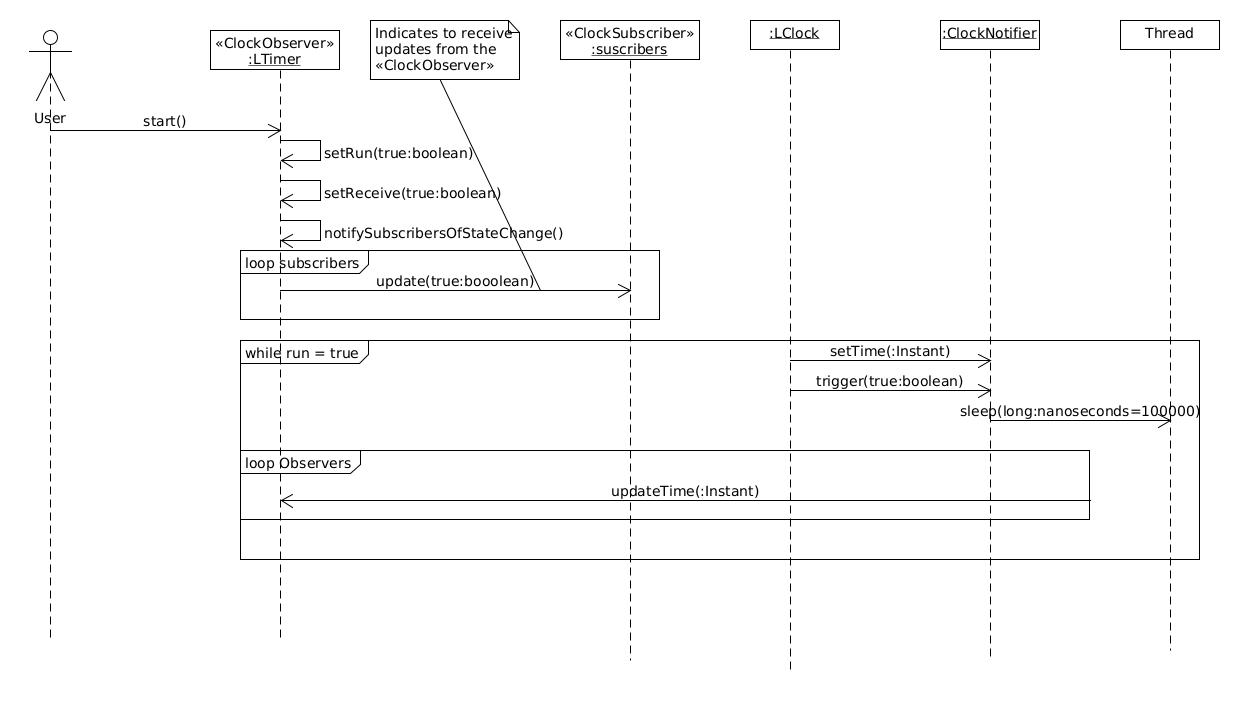 «ClockObserver»
:LTimer
Indicates to receive
updates from the
«ClockObserver»
«ClockSubscriber»
:suscribers
:LClock
:ClockNotifier
Thread
User
start()
setRun(true:boolean)
setReceive(true:boolean)
notifySubscribersOfStateChange()
loop subscribers
update(true:booolean)
while run = true
setTime(:Instant)
trigger(true:boolean)
sleep(long:nanoseconds=100000)
loop Observers
updateTime(:Instant)